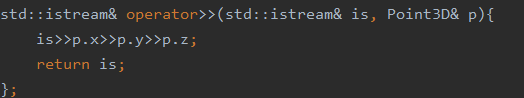 std::istream& operator>>(std::istream& is, Point3D& p){
    is>>p.x>>p.y>>p.z;
    return is;
};